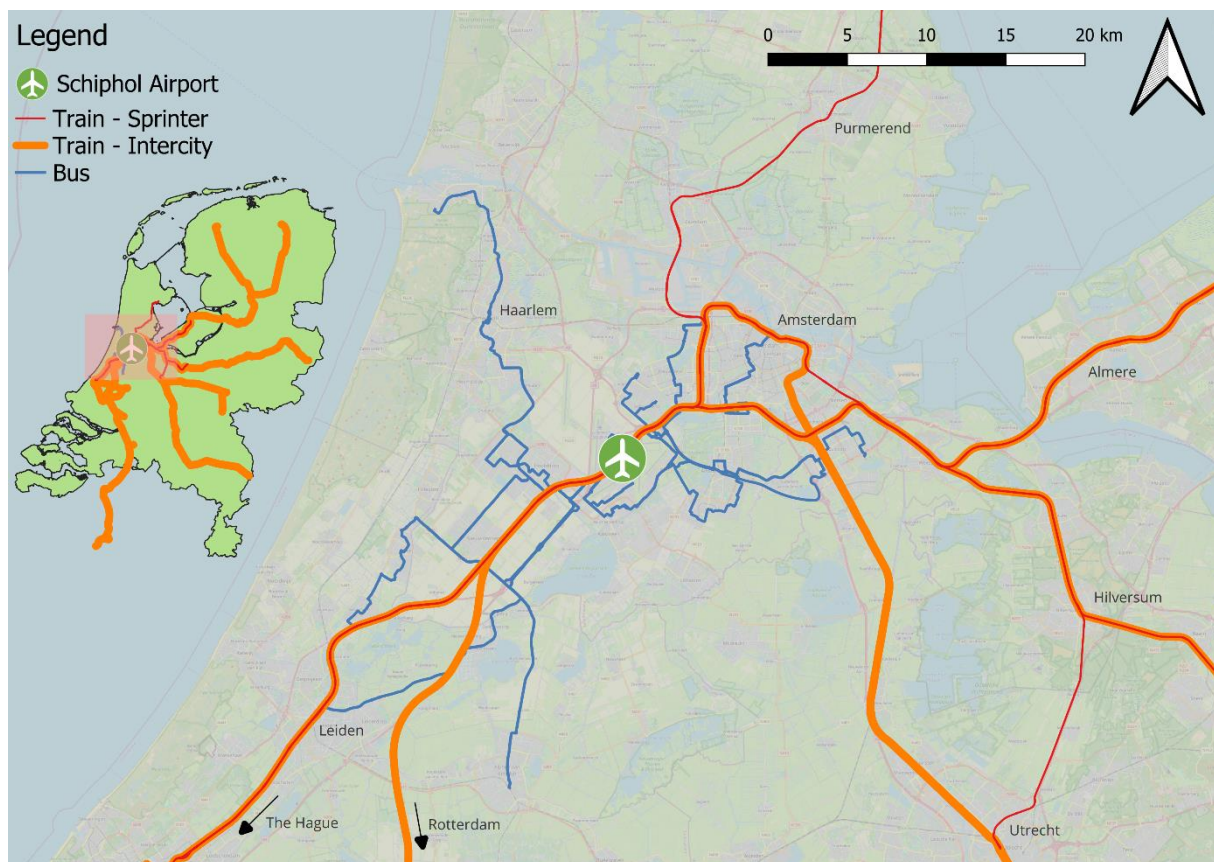 Legend
Schiphol Airport
Train - Sprinter
Train - Intercity
Bus
0 5 10 15 20 km
Purmerend
Haarlem
Amsterdam
Almere
Hilversum
Leiden
The Hague
Rotterdam
Utrecht